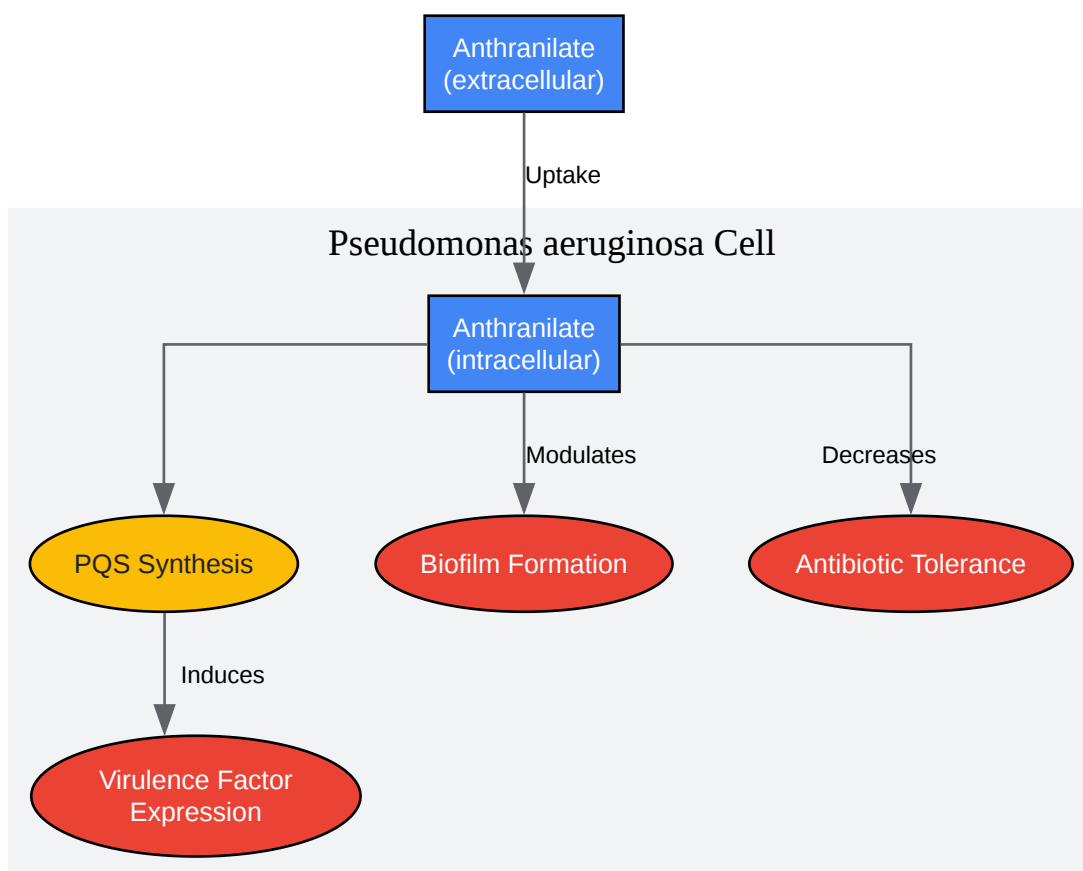 Anthranilate
(extracellular)
Uptake
Pseudomonas aeruginosa Cell
Anthranilate
(intracellular)
Modulates
Decreases
PQS Synthesis
Biofilm Formation
Antibiotic Tolerance
Induces
Virulence Factor
Expression